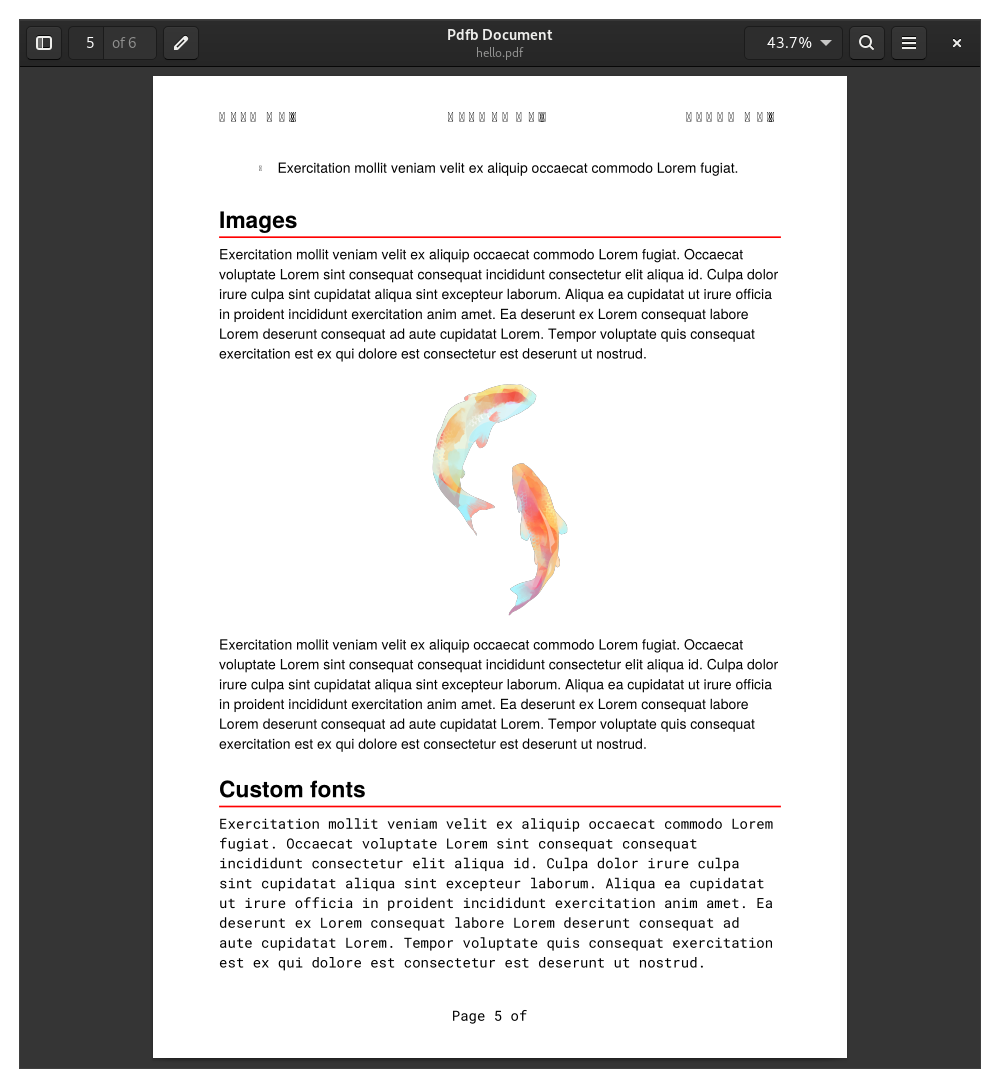 Pdfb Document
hello.pdf
5 of 6
43.7%
Exercitation mollit veniam velit ex aliquip occaecat commodo Lorem fugiat.
Images
Exercitation mollit veniam velit ex aliquip occaecat commodo Lorem fugiat. Occaecat
voluptate Lorem sint consequat consequat incididunt consectetur elit aliqua id. Culpa dolor
irure culpa sint cupidatat aliqua sint excepteur laborum. Aliqua ea cupidatat ut irure officia
in proident incididunt exercitation anim amet. Ea deserunt ex Lorem consequat labore
Lorem deserunt consequat ad aute cupidatat Lorem. Tempor voluptate quis consequat
exercitation est ex qui dolore est consectetur est deserunt ut nostrud.
Exercitation mollit veniam velit ex aliquip occaecat commodo Lorem fugiat. Occaecat
voluptate Lorem sint consequat consequat incididunt consectetur elit aliqua id. Culpa dolor
irure culpa sint cupidatat aliqua sint excepteur laborum. Aliqua ea cupidatat ut irure officia
in proident incididunt exercitation anim amet. Ea deserunt ex Lorem consequat labore
Lorem deserunt consequat ad aute cupidatat Lorem. Tempor voluptate quis consequat
exercitation est ex qui dolore est consectetur est deserunt ut nostrud.
Custom fonts
Exercitation mollit veniam velit ex aliquip occaecat commodo Lorem
fugiat. Occaecat voluptate Lorem sint consequat consequat
incididunt consectetur elit aliqua id. Culpa dolor irure culpa
sint cupidatat aliqua sint excepteur laborum. Aliqua ea cupidatat
ut irure officia in proident incididunt exercitation anim amet. Ea
deserunt ex Lorem consequat labore Lorem deserunt consequat ad
aute cupidatat Lorem. Tempor voluptate quis consequat exercitation
est ex qui dolore est consectetur est deserunt ut nostrud.
Page 5 of